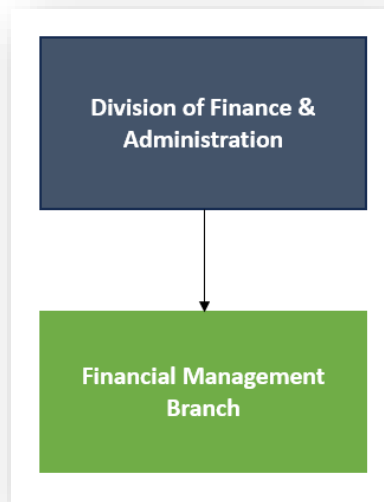 Division of Finance &
Administration
Financial Management
Branch